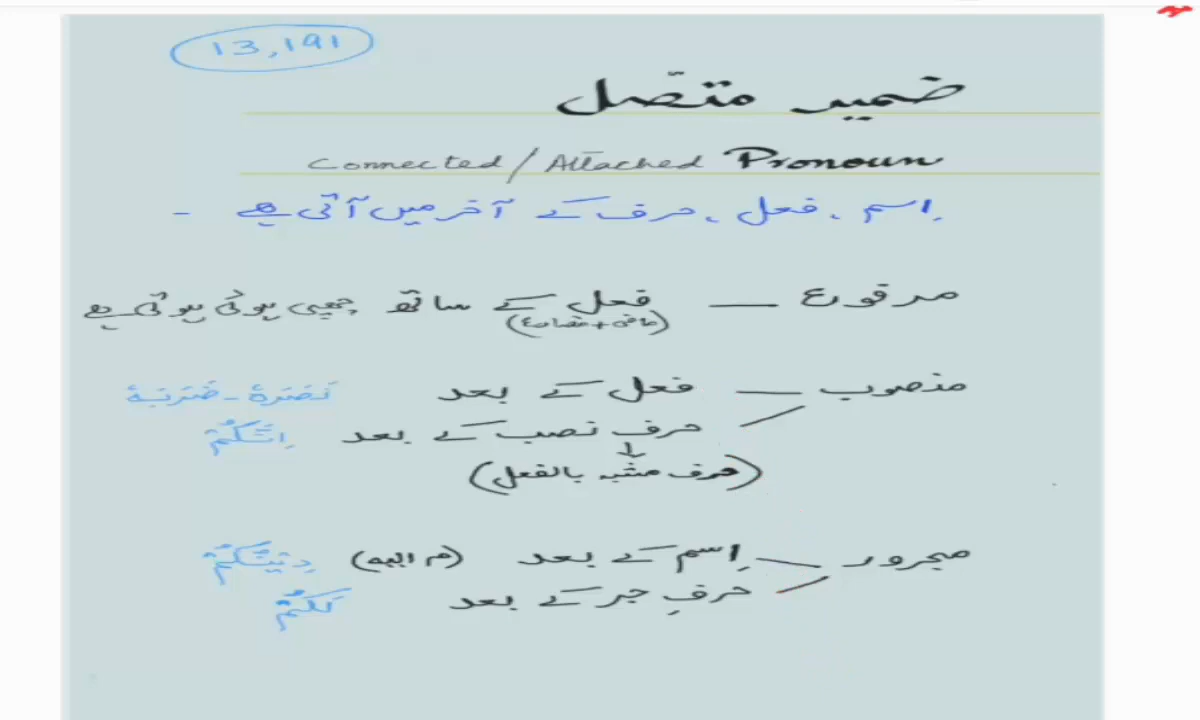 13,191
ضمیر متّصل
Connected/Attached Pronoun
اِسم، فعل، حرف کے آخر میں آتی ہے -
مرفوع — فعل کے ساتھ چھپی ہوئی ہوتی ہے
(ماضی + مضارع)
منصوب — فعل کے بعد نَصَرَهٗ - ضَرَبَهٗ
حرفِ نصب کے بعد اِنَّكُمْ
(حرف مشبہ بالفعل)
مجرور — اِسم کے بعد (م الیہ) دِيْنُكُمْ
حرفِ جر کے بعد لَكُمْ